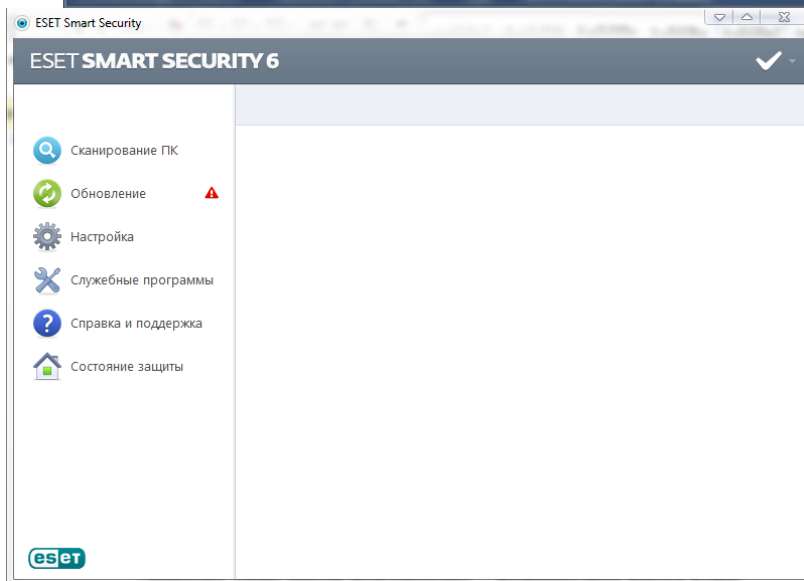 ESET Smart Security
ESET SMART SECURITY 6
Сканирование ПК
Обновление
Настройка
Служебные программы
Справка и поддержка
Состояние защиты
eseT